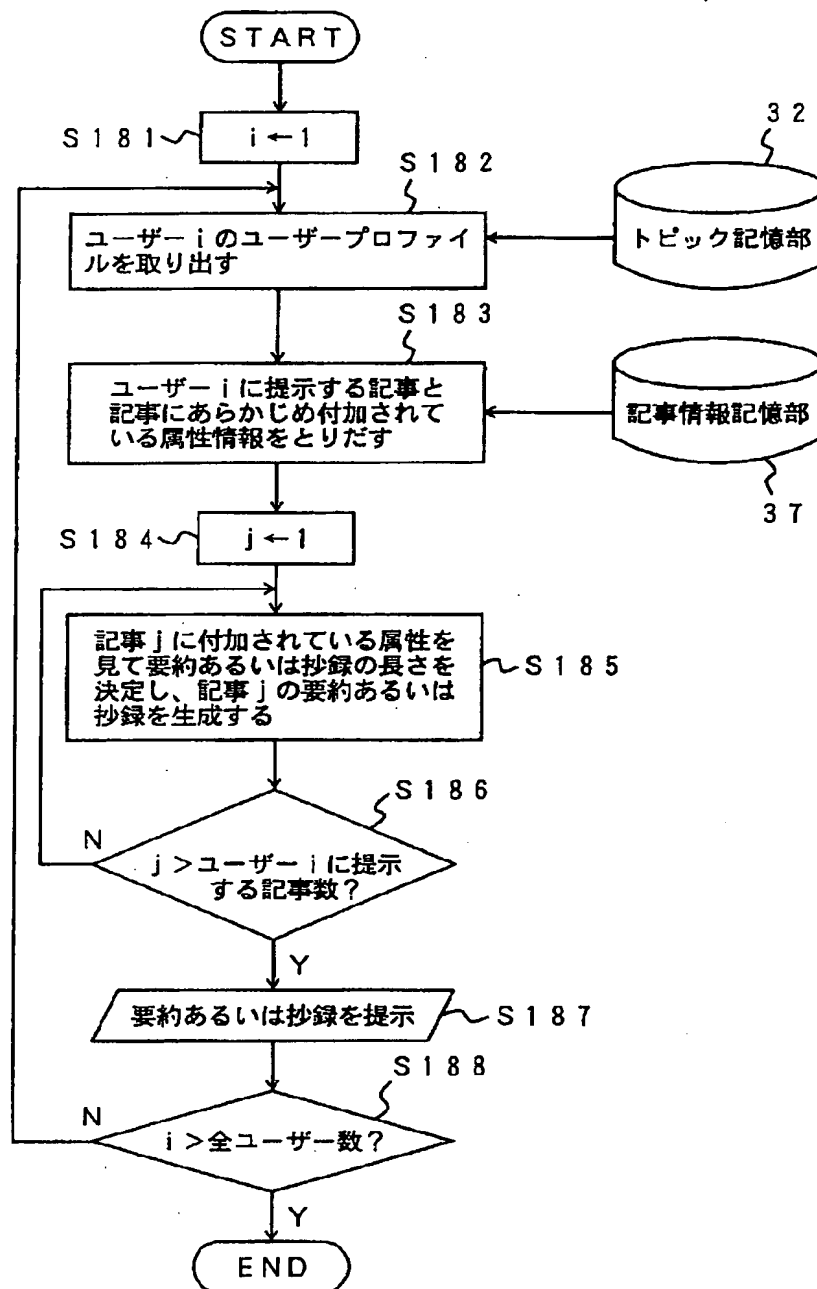 START
S181
i←1
S182
32
ユーザーiのユーザープロファイ
ルを取り出す
トピック記憶部
S183
ユーザーiに提示する記事と
記事にあらかじめ付加されて
いる属性情報をとりだす
記事情報記憶部
37
S184
j←1
記事jに付加されている属性を
見て要約あるいは抄録の長さを
決定し、記事jの要約あるいは
抄録を生成する
S185
S186
N
j>ユーザーiに提示
する記事数?
Y
要約あるいは抄録を提示
S187
S188
N
i>全ユーザー数?
Y
END